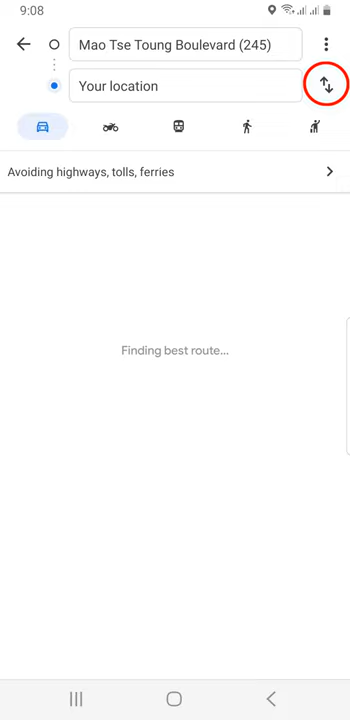 9:08
Mao Tse Toung Boulevard (245)
Your location
Avoiding highways, tolls, ferries
Finding best route...